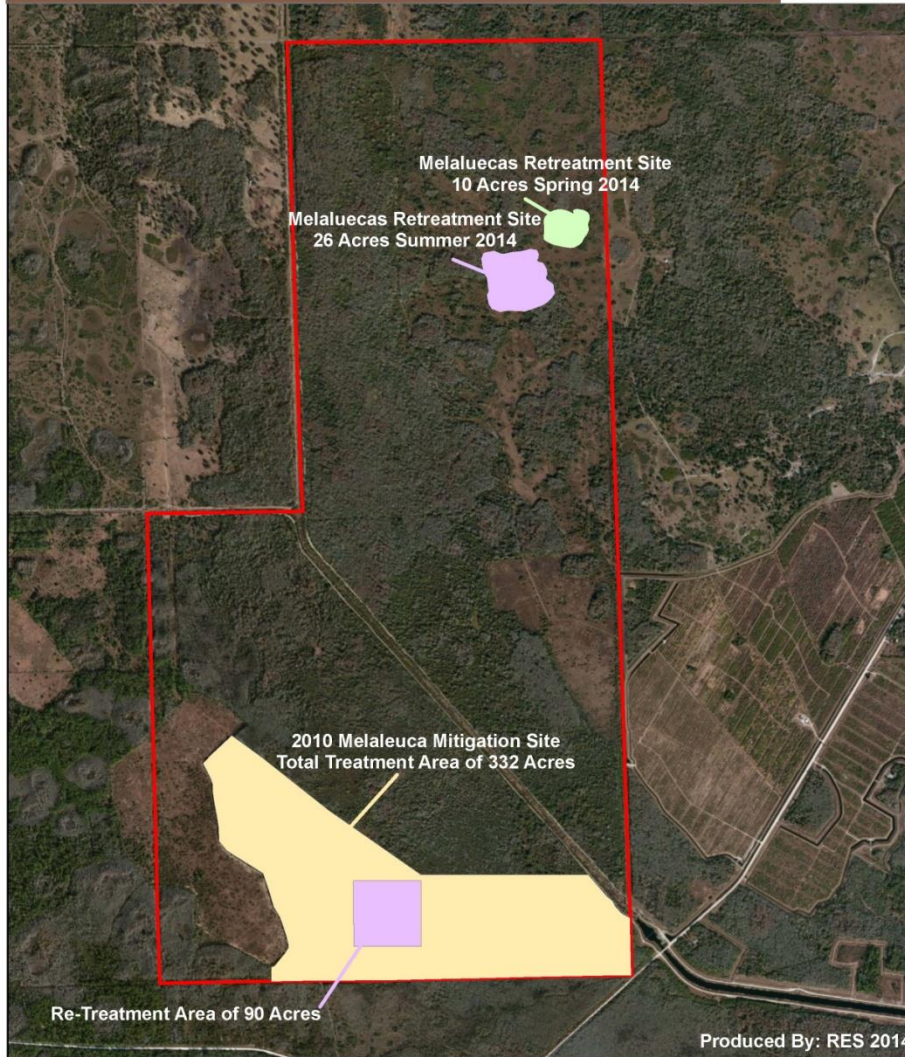 Melaluecas Retreatment Site
10 Acres Spring 2014
Melaluecas Retreatment Site
26 Acres Summer 2014
2010 Melaleuca Mitigation Site
Total Treatment Area of 332 Acres
Re-Treatment Area of 90 Acres
Produced By: RES 2014